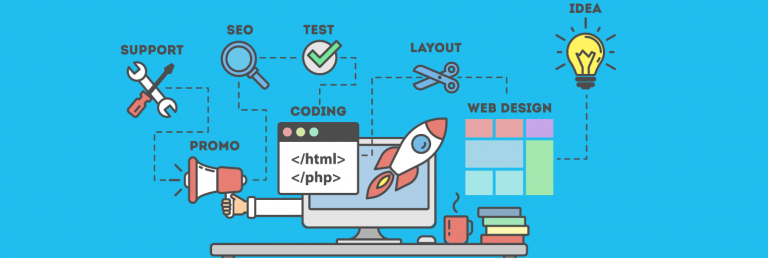 IDEA
SEO
TEST
SUPPORT
LAYOUT
CODING
WEB DESIGN
PROMO
</html>
</php>